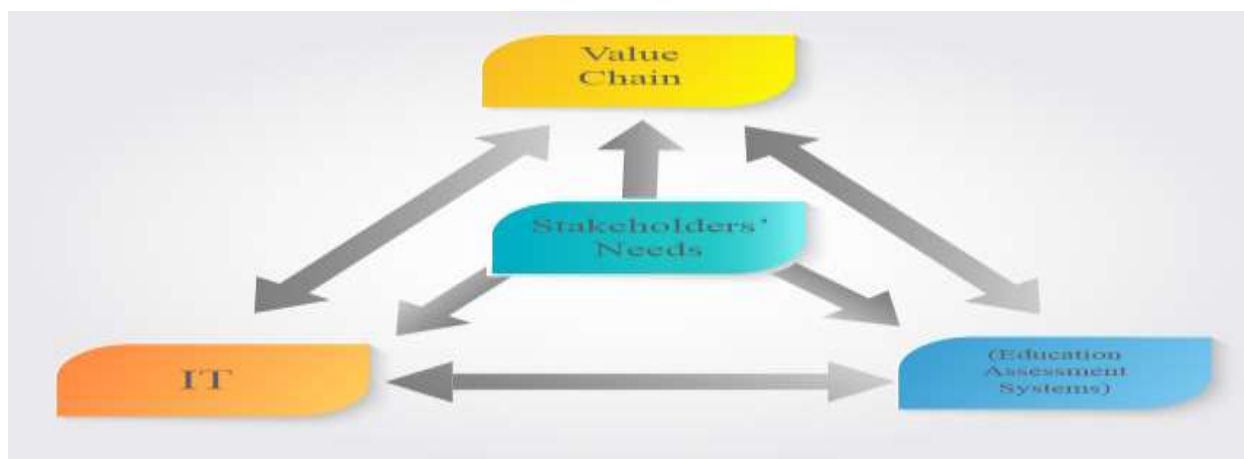 Value
Chain
Stakeholders'
Needs
IT
(Education
Assessment
Systems)